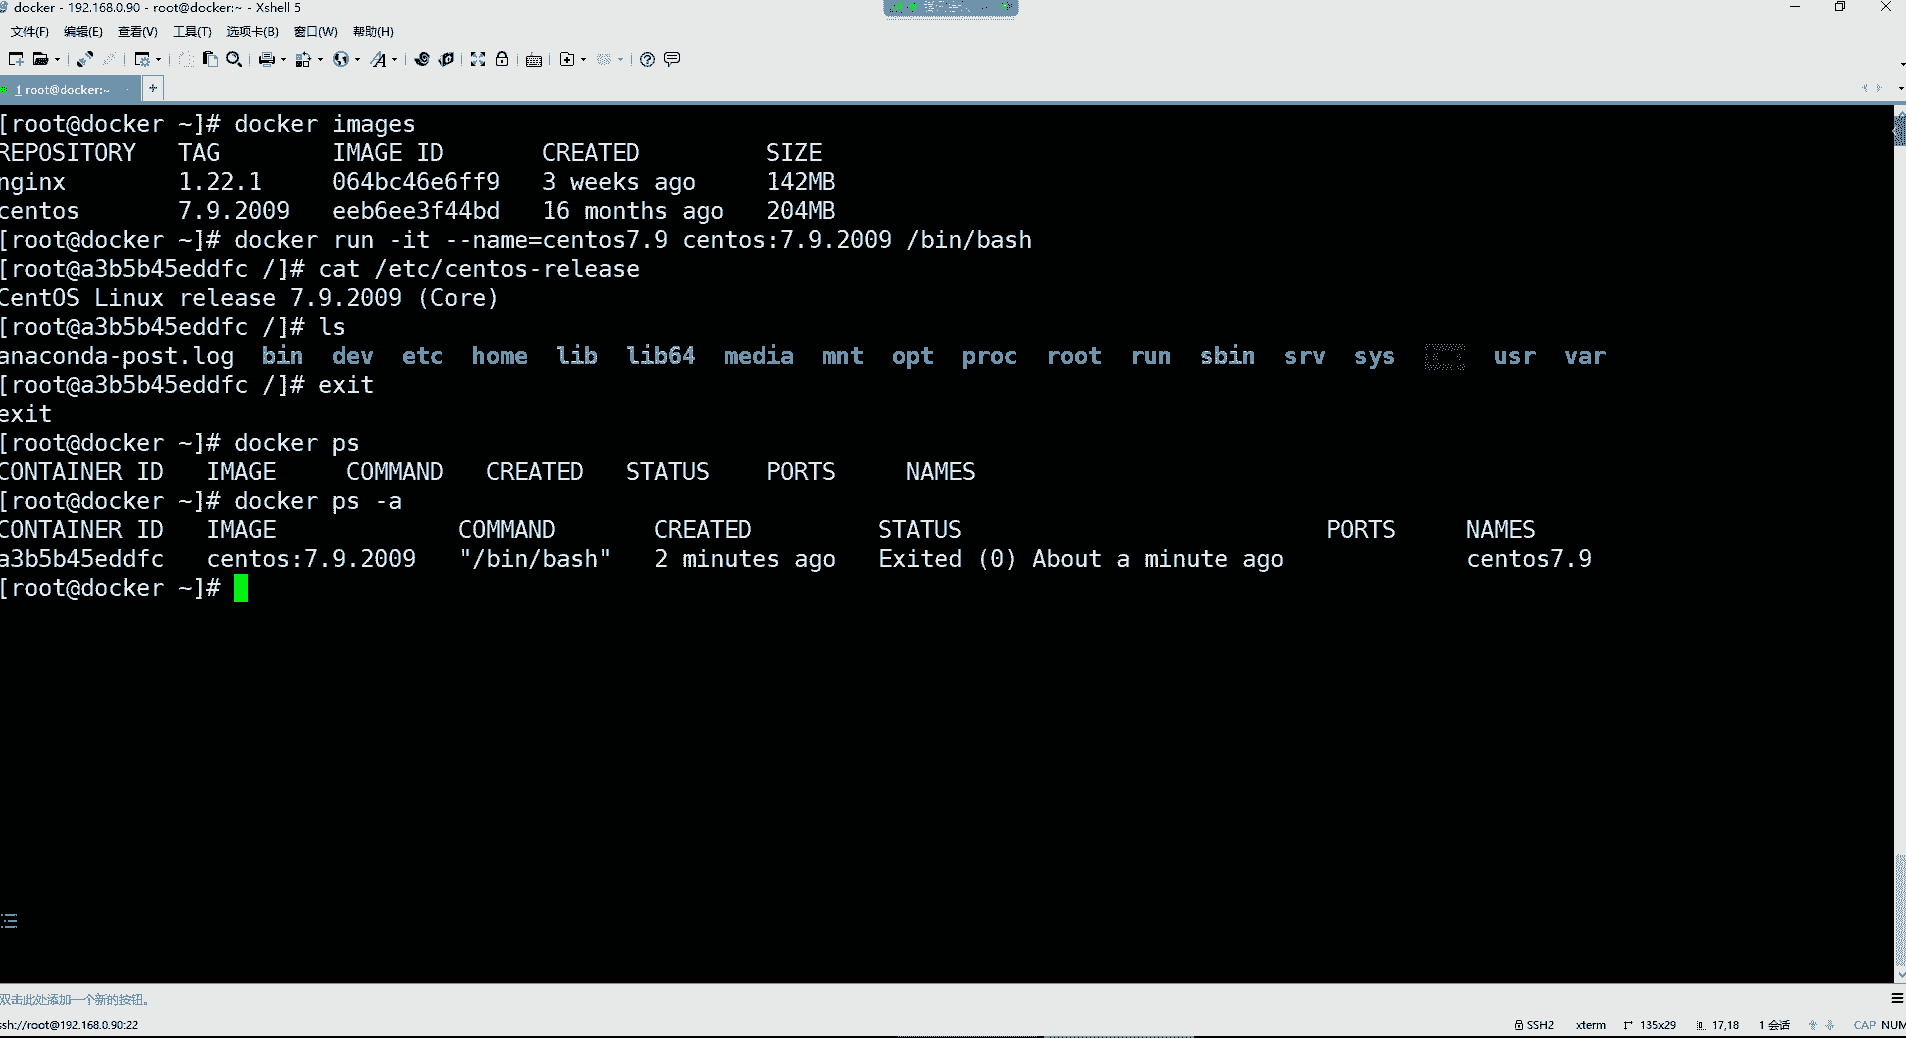 docker - 192.168.0.90 - root@docker:~ - Xshell 5
文件(F) 编辑(E) 查看(V) 工具(T) 选项卡(B) 窗口(W) 帮助(H)
1 root@docker:~
[root@docker ~]# docker images
REPOSITORY TAG IMAGE ID CREATED SIZE
nginx 1.22.1 064bc46e6ff9 3 weeks ago 142MB
centos 7.9.2009 eeb6ee3f44bd 16 months ago 204MB
[root@docker ~]# docker run -it --name=centos7.9 centos:7.9.2009 /bin/bash
[root@a3b5b45eddfc /]# cat /etc/centos-release
CentOS Linux release 7.9.2009 (Core)
[root@a3b5b45eddfc /]# ls
anaconda-post.log bin dev etc home lib lib64 media mnt opt proc root run sbin srv sys usr var
[root@a3b5b45eddfc /]# exit
exit
[root@docker ~]# docker ps
CONTAINER ID IMAGE COMMAND CREATED STATUS PORTS NAMES
[root@docker ~]# docker ps -a
CONTAINER ID IMAGE COMMAND CREATED STATUS PORTS NAMES
a3b5b45eddfc centos:7.9.2009 "/bin/bash" 2 minutes ago Exited (0) About a minute ago centos7.9
[root@docker ~]#
双击此处添加一个新的按钮。
ssh://root@192.168.0.90:22 SSH2 xterm 135x29 17,18 1 会话 CAP NUM